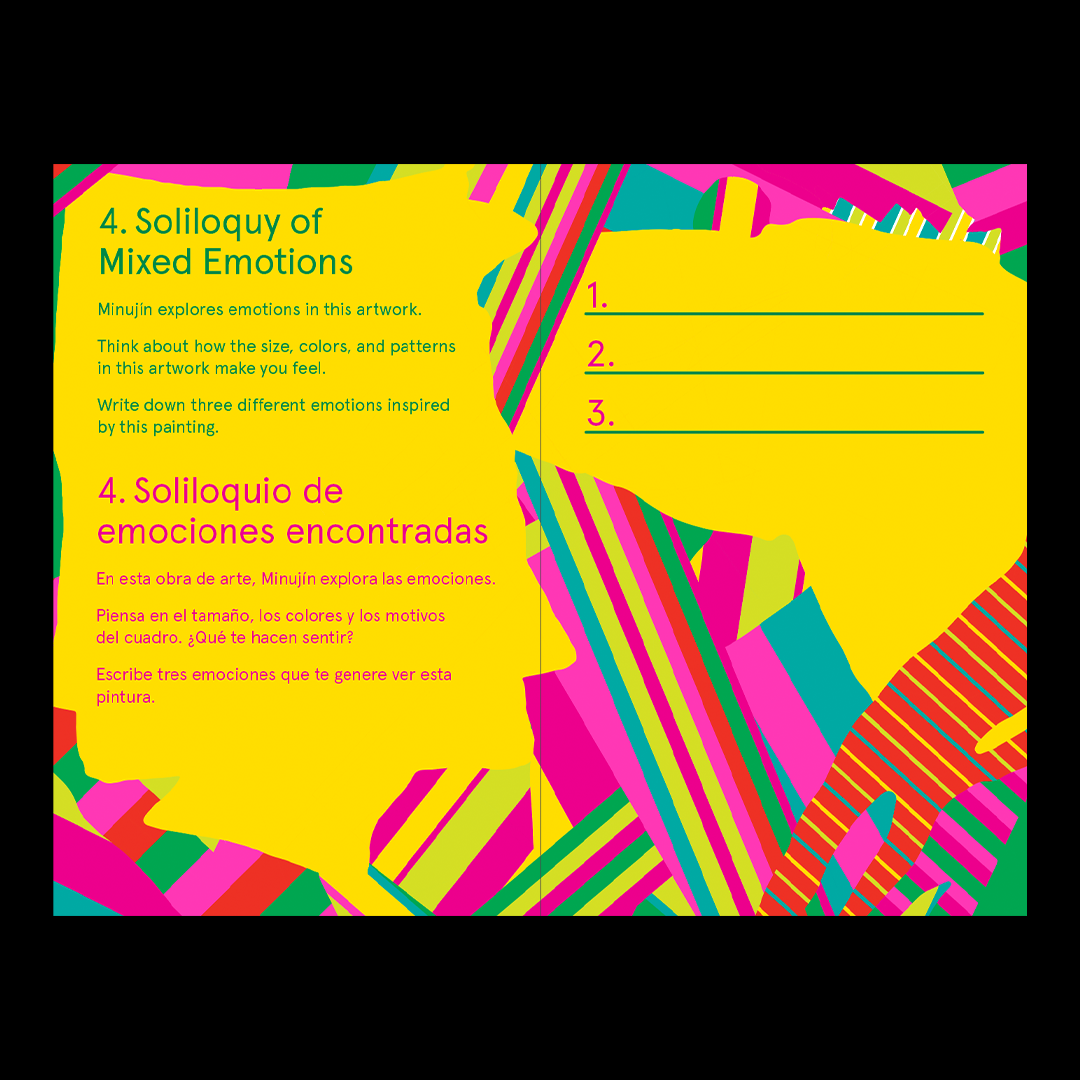 4. Soliloquy of
Mixed Emotions
Minujín explores emotions in this artwork.
Think about how the size, colors, and patterns
in this artwork make you feel.
Write down three different emotions inspired
by this painting.
4. Soliloquio de
emociones encontradas
En esta obra de arte, Minujín explora las emociones.
Piensa en el tamaño, los colores y los motivos
del cuadro. ¿Qué te hacen sentir?
Escribe tres emociones que te genere ver esta
pintura.
1.
2.
3.